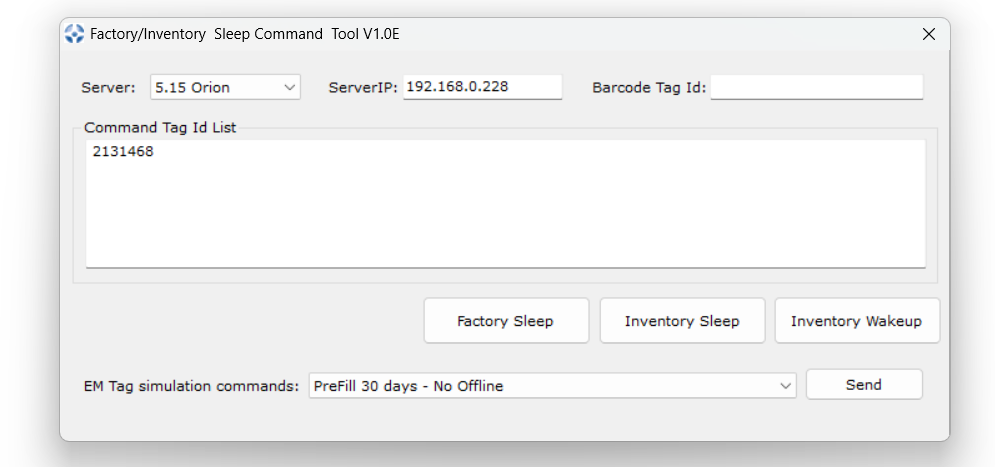 Factory/Inventory  Sleep Command  Tool V1.0E
Server: 5.15 Orion ServerIP: 192.168.0.228 Barcode Tag Id:
Command Tag Id List
2131468
Factory Sleep Inventory Sleep Inventory Wakeup
EM Tag simulation commands: PreFill 30 days - No Offline Send